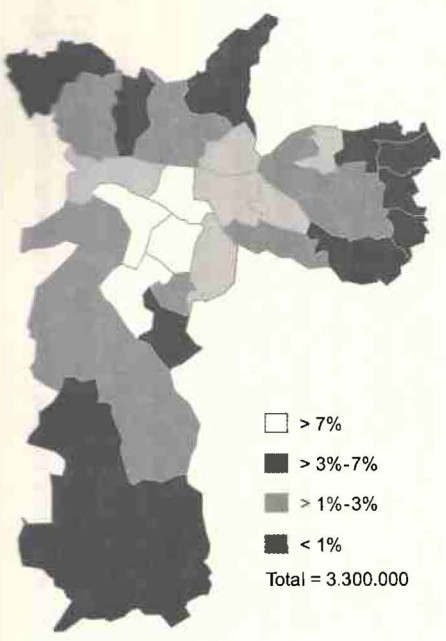 > 7%
> 3%-7%
> 1%-3%
< 1%
Total = 3.300.000